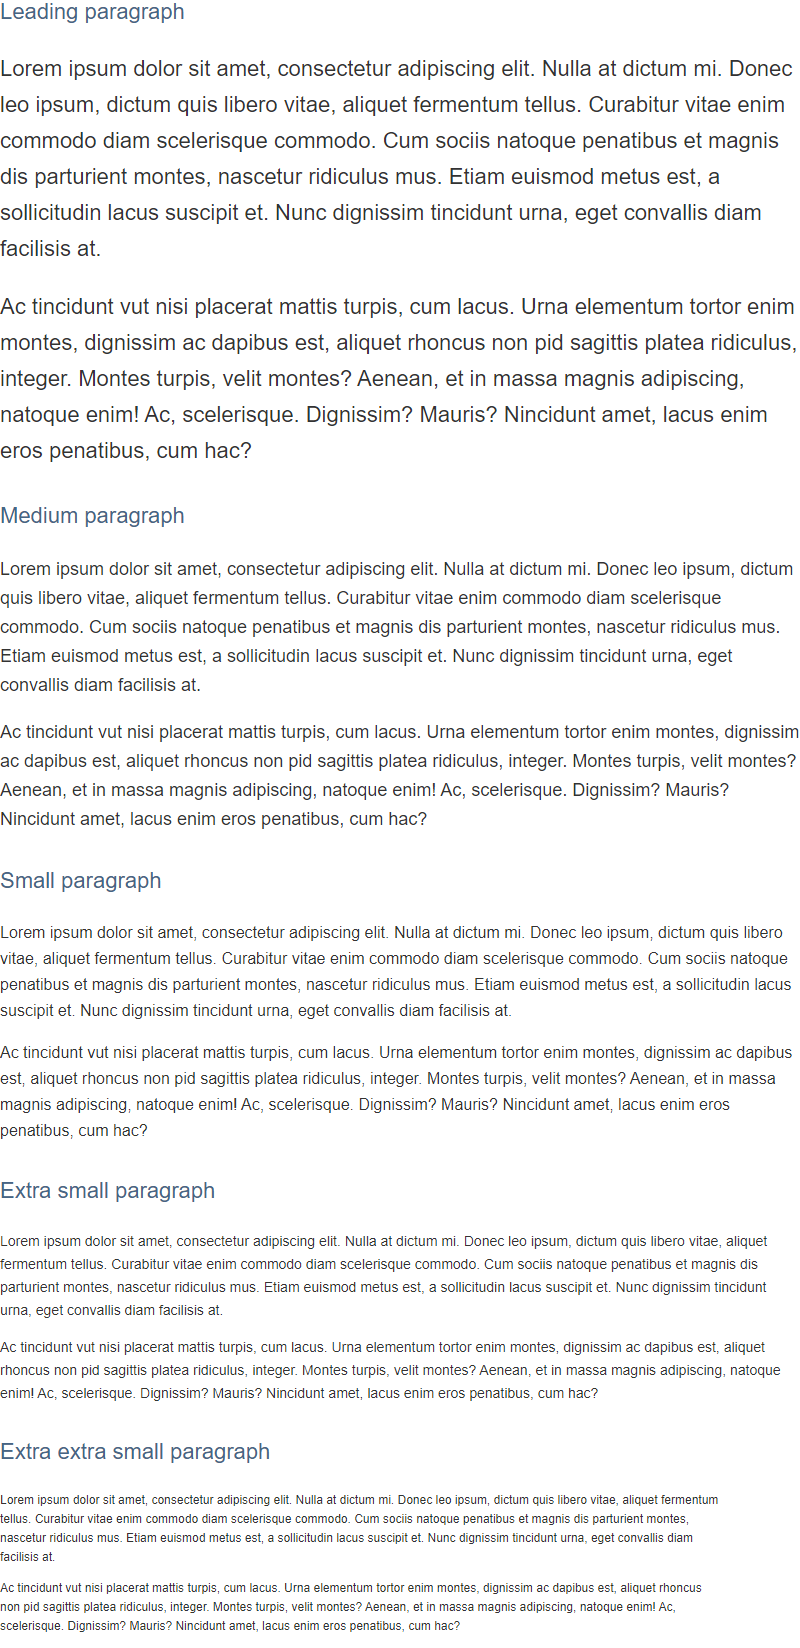 Leading paragraph
Lorem ipsum dolor sit amet, consectetur adipiscing elit. Nulla at dictum mi. Donec
leo ipsum, dictum quis libero vitae, aliquet fermentum tellus. Curabitur vitae enim
commodo diam scelerisque commodo. Cum sociis natoque penatibus et magnis
dis parturient montes, nascetur ridiculus mus. Etiam euismod metus est, a
sollicitudin lacus suscipit et. Nunc dignissim tincidunt urna, eget convallis diam
facilisis at.
Ac tincidunt vut nisi placerat mattis turpis, cum lacus. Urna elementum tortor enim
montes, dignissim ac dapibus est, aliquet rhoncus non pid sagittis platea ridiculus,
integer. Montes turpis, velit montes? Aenean, et in massa magnis adipiscing,
natoque enim! Ac, scelerisque. Dignissim? Mauris? Nincidunt amet, lacus enim
eros penatibus, cum hac?
Medium paragraph
Lorem ipsum dolor sit amet, consectetur adipiscing elit. Nulla at dictum mi. Donec leo ipsum, dictum
quis libero vitae, aliquet fermentum tellus. Curabitur vitae enim commodo diam scelerisque
commodo. Cum sociis natoque penatibus et magnis dis parturient montes, nascetur ridiculus mus.
Etiam euismod metus est, a sollicitudin lacus suscipit et. Nunc dignissim tincidunt urna, eget
convallis diam facilisis at.
Ac tincidunt vut nisi placerat mattis turpis, cum lacus. Urna elementum tortor enim montes, dignissim
ac dapibus est, aliquet rhoncus non pid sagittis platea ridiculus, integer. Montes turpis, velit montes?
Aenean, et in massa magnis adipiscing, natoque enim! Ac, scelerisque. Dignissim? Mauris?
Nincidunt amet, lacus enim eros penatibus, cum hac?
Small paragraph
Lorem ipsum dolor sit amet, consectetur adipiscing elit. Nulla at dictum mi. Donec leo ipsum, dictum quis libero
vitae, aliquet fermentum tellus. Curabitur vitae enim commodo diam scelerisque commodo. Cum sociis natoque
penatibus et magnis dis parturient montes, nascetur ridiculus mus. Etiam euismod metus est, a sollicitudin lacus
suscipit et. Nunc dignissim tincidunt urna, eget convallis diam facilisis at.
Ac tincidunt vut nisi placerat mattis turpis, cum lacus. Urna elementum tortor enim montes, dignissim ac dapibus
est, aliquet rhoncus non pid sagittis platea ridiculus, integer. Montes turpis, velit montes? Aenean, et in massa
magnis adipiscing, natoque enim! Ac, scelerisque. Dignissim? Mauris? Nincidunt amet, lacus enim eros
penatibus, cum hac?
Extra small paragraph
Lorem ipsum dolor sit amet, consectetur adipiscing elit. Nulla at dictum mi. Donec leo ipsum, dictum quis libero vitae, aliquet
fermentum tellus. Curabitur vitae enim commodo diam scelerisque commodo. Cum sociis natoque penatibus et magnis dis
parturient montes, nascetur ridiculus mus. Etiam euismod metus est, a sollicitudin lacus suscipit et. Nunc dignissim tincidunt
urna, eget convallis diam facilisis at.
Ac tincidunt vut nisi placerat mattis turpis, cum lacus. Urna elementum tortor enim montes, dignissim ac dapibus est, aliquet
rhoncus non pid sagittis platea ridiculus, integer. Montes turpis, velit montes? Aenean, et in massa magnis adipiscing, natoque
enim! Ac, scelerisque. Dignissim? Mauris? Nincidunt amet, lacus enim eros penatibus, cum hac?
Extra extra small paragraph
Lorem ipsum dolor sit amet, consectetur adipiscing elit. Nulla at dictum mi. Donec leo ipsum, dictum quis libero vitae, aliquet fermentum
tellus. Curabitur vitae enim commodo diam scelerisque commodo. Cum sociis natoque penatibus et magnis dis parturient montes,
nascetur ridiculus mus. Etiam euismod metus est, a sollicitudin lacus suscipit et. Nunc dignissim tincidunt urna, eget convallis diam
facilisis at.
Ac tincidunt vut nisi placerat mattis turpis, cum lacus. Urna elementum tortor enim montes, dignissim ac dapibus est, aliquet rhoncus
non pid sagittis platea ridiculus, integer. Montes turpis, velit montes? Aenean, et in massa magnis adipiscing, natoque enim! Ac,
scelerisque. Dignissim? Mauris? Nincidunt amet, lacus enim eros penatibus, cum hac?